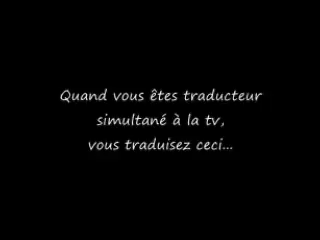 Quand vous êtes traducteur
simultané à la tv,
vous traduisez ceci...